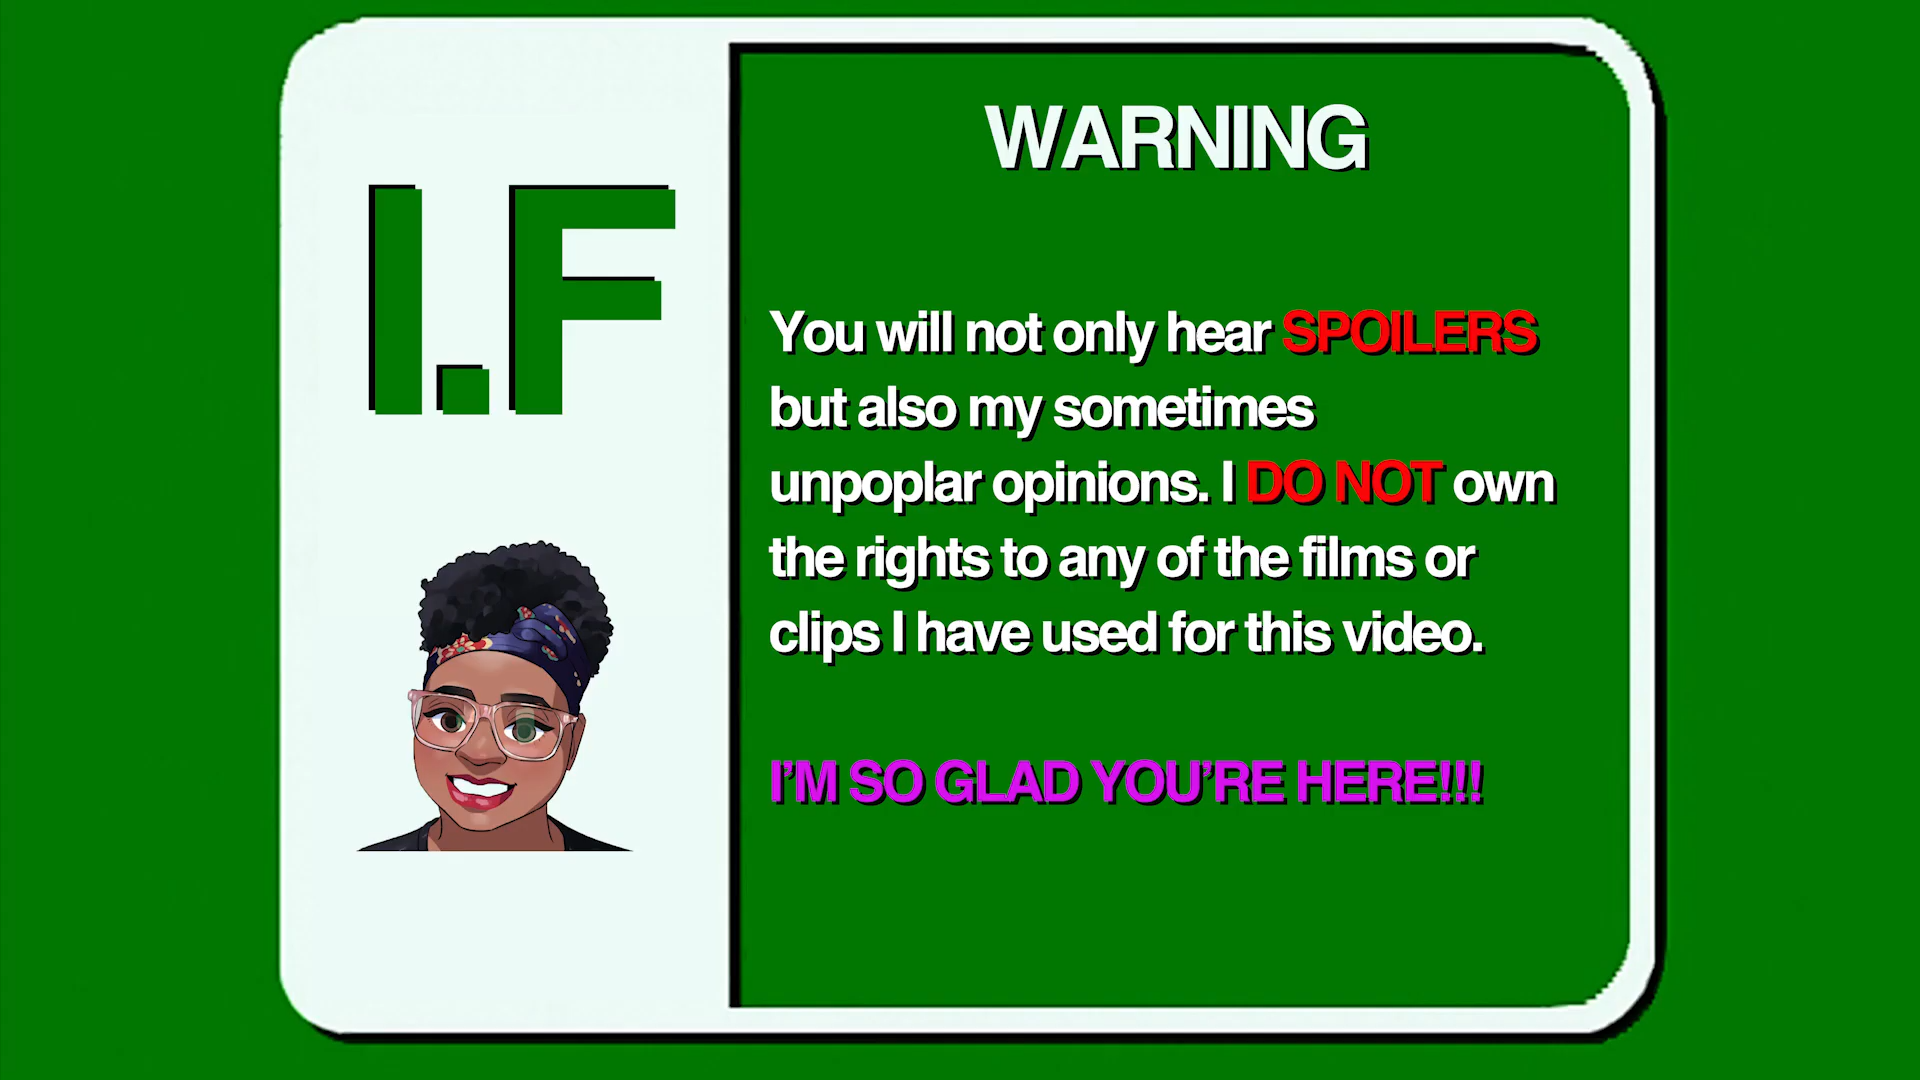 I.F
WARNING
You will not only hear SPOILERS
but also my sometimes
unpoplar opinions. I DO NOT own
the rights to any of the films or
clips I have used for this video.
I'M SO GLAD YOU'RE HERE!!!